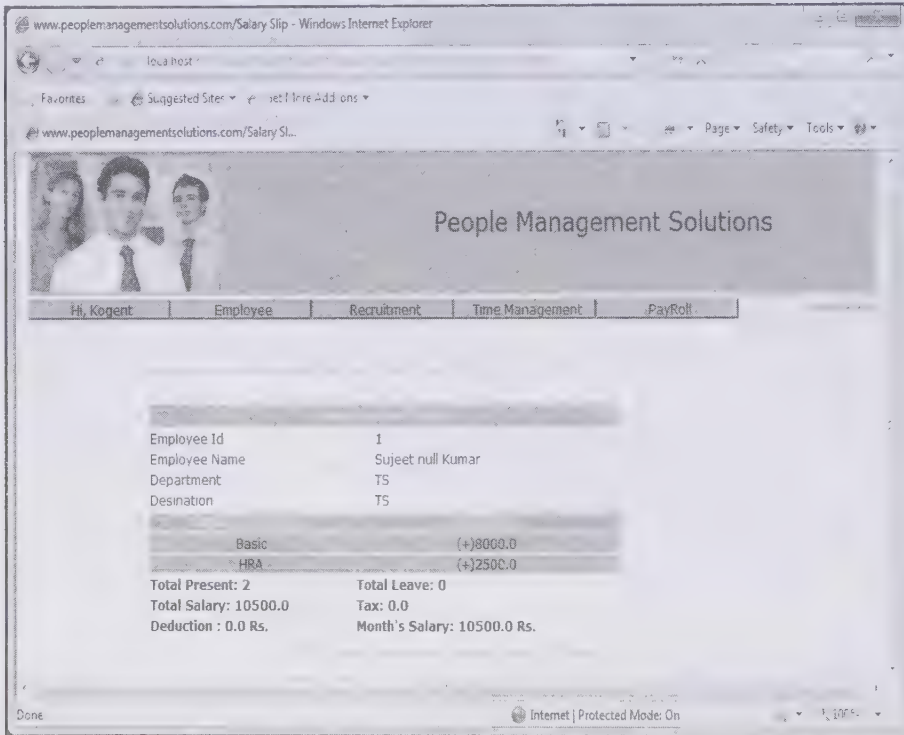 www.peoplemanagementsolutions.com/Salary Slip - Windows Internet Explorer
Favorites Suggested Sites
www.peoplemanagementsolutions.com/Salary Sl... Page Safety Tools
People Management Solutions
Hi, Kogent Employee Recruitment Time Management PayRoll
Employee Id 1
Employee Name Sujeet null Kumar
Department TS
Desination TS
Basic (+)8000.0
HRA (+)2500.0
Total Present: 2 Total Leave: 0
Total Salary: 10500.0 Tax: 0.0
Deduction : 0.0 Rs. Month's Salary: 10500.0 Rs.
Done Internet | Protected Mode: On